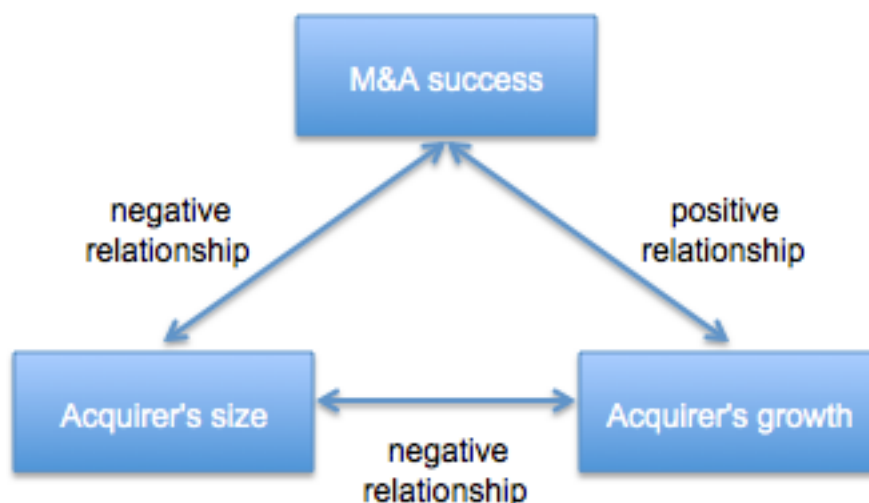 M&A success
negative
relationship
positive
relationship
Acquirer's size
Acquirer's growth
negative
relationship